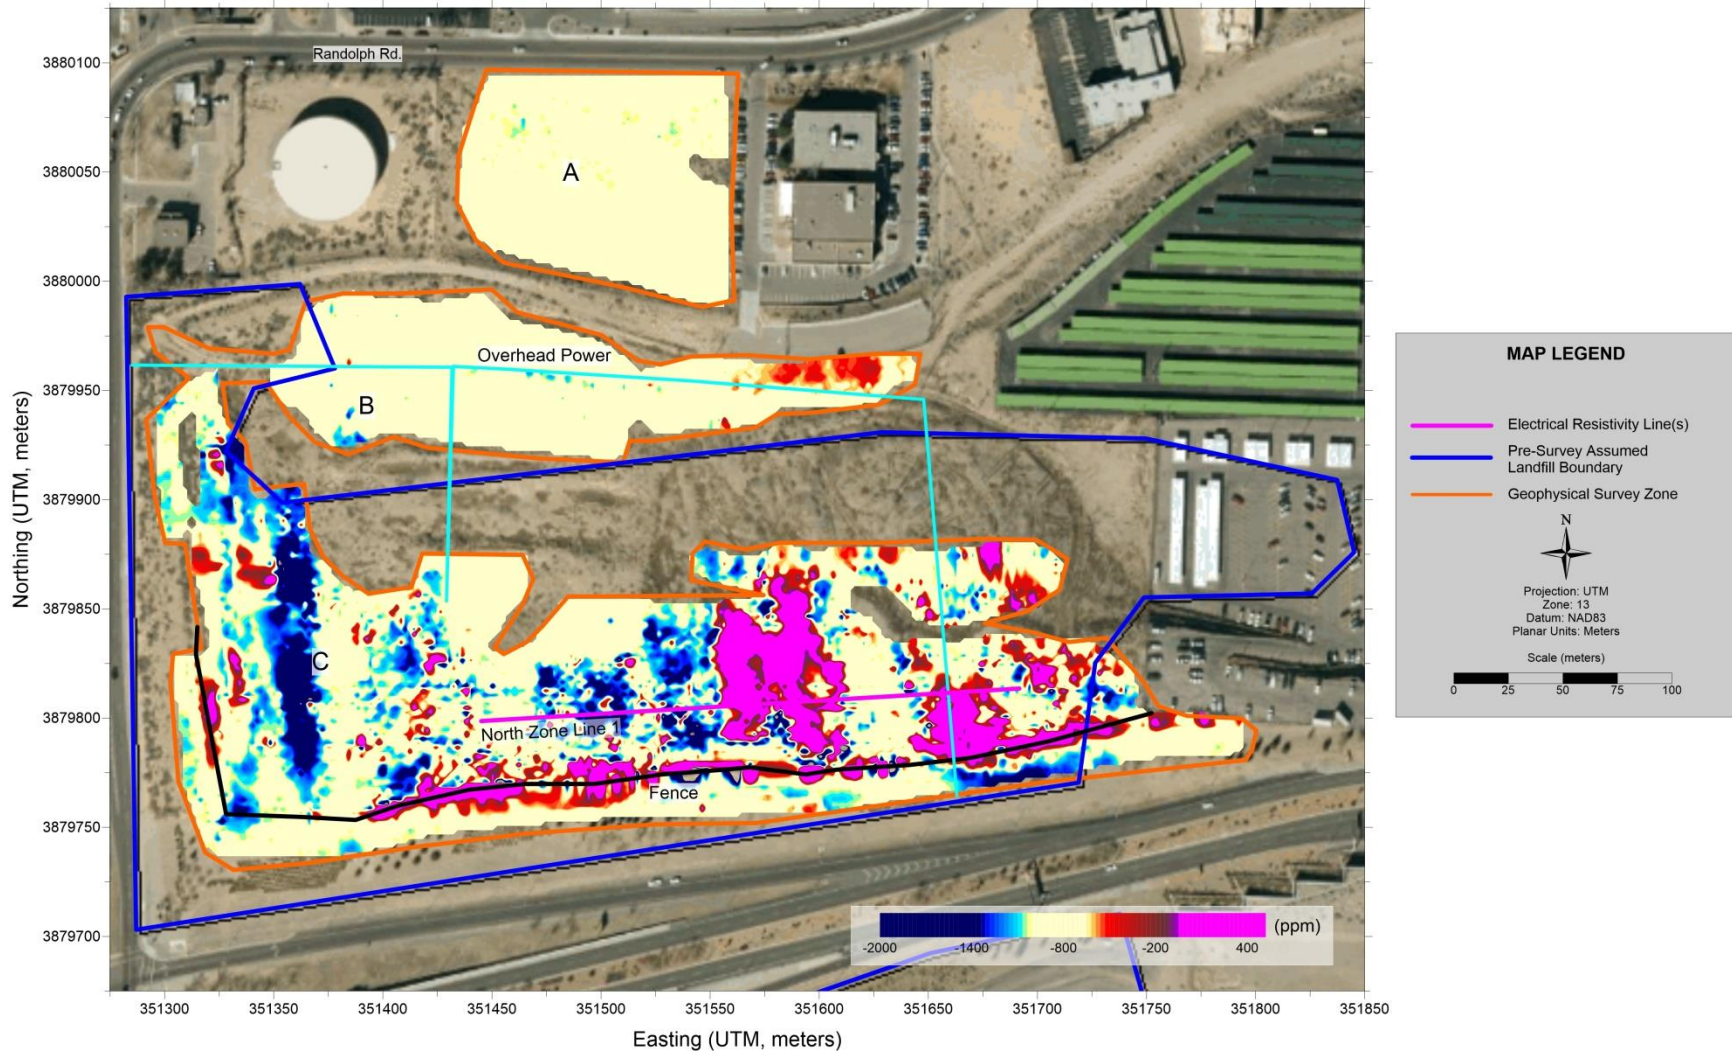 Randolph Rd.
A
Overhead Power
B
C
North Zone Line 1
Fence
3880100
3880050
3880000
3879950
3879900
3879850
3879800
3879750
3879700
Northing (UTM, meters)
351300
351350
351400
351450
351500
351550
351600
351650
351700
351750
351800
351850
Easting (UTM, meters)
-2000
-1400
-800
-200
400
(ppm)
MAP LEGEND
Electrical Resistivity Line(s)
Pre-Survey Assumed
Landfill Boundary
Geophysical Survey Zone
N
Projection: UTM
Zone: 13
Datum: NAD83
Planar Units: Meters
Scale (meters)
0 25 50 75 100